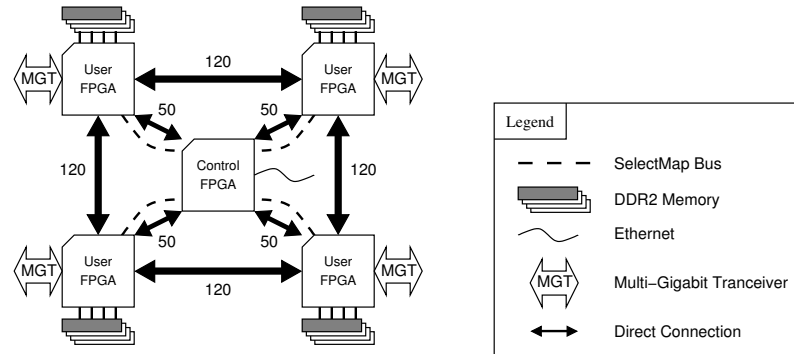 User
FPGA
MGT
120
User
FPGA
MGT
50
50
120
Control
FPGA
120
User
FPGA
MGT
50
50
User
FPGA
MGT
120
Legend
SelectMap Bus
DDR2 Memory
Ethernet
MGT
Multi−Gigabit Tranceiver
Direct Connection